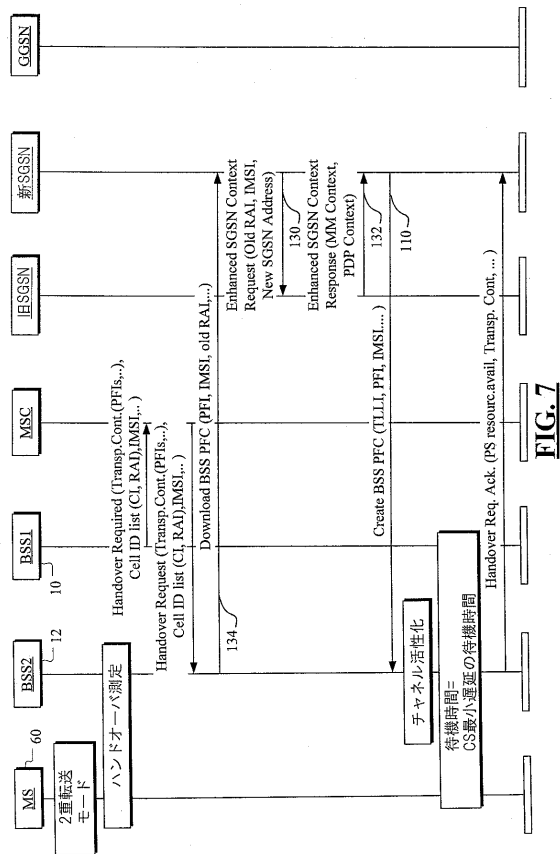 MS
BSS2
BSS1
MSC
旧SGSN
新SGSN
GGSN
60
12
10
2重転送
モード
ハンドオーバ測定
Handover Required (Transp.Cont.(PFIs,..),
Cell ID list (CI, RAI),IMSI,..
Handover Request (Transp.Cont.(PFIs,..),
Cell ID list (CI, RAI),IMSI,..
Download BSS PFC (PFI, IMSI, old RAI,...)
134
Enhanced SGSN Context
Request (Old RAI, IMSI,
New SGSN Address)
130
Enhanced SGSN Context
Response (MM Context,
PDP Context)
132
Create BSS PFC (TLLI, PFI, IMSI....)
110
チャネル活性化
待機時間=
CS最小遅延の待機時間
Handover Req. Ack. (PS resourc.avail, Transp. Cont, ...)
FIG. 7